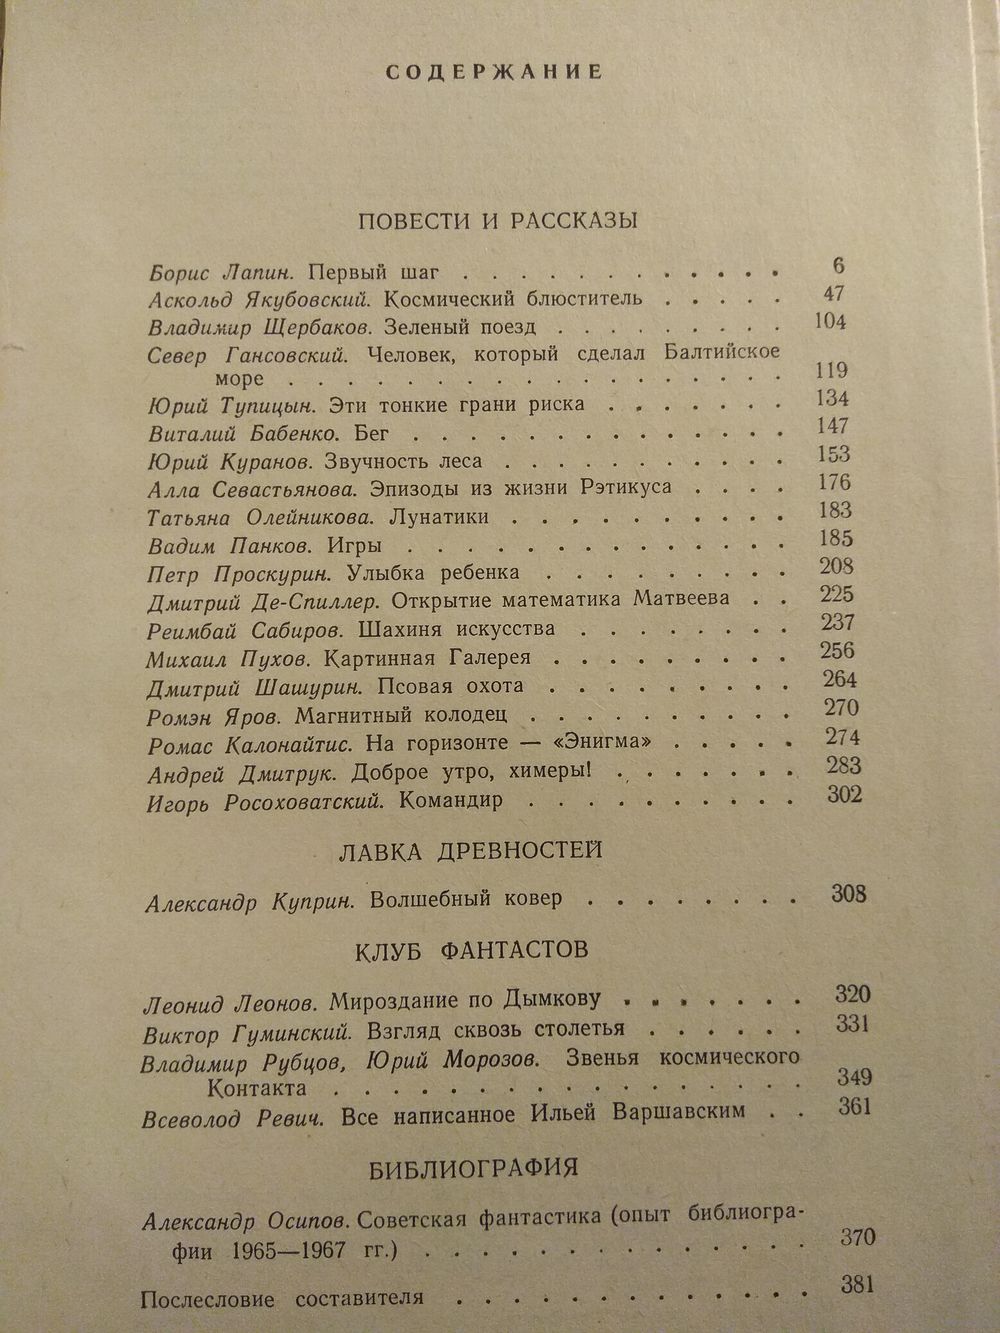 СОДЕРЖАНИЕ
ПОВЕСТИ И РАССКАЗЫ
Борис Лапин. Первый шаг . . . . . . . . . . . . 6
Аскольд Якубовский. Космический блюститель . . . . . 47
Владимир Щербаков. Зеленый поезд . . . . . . . . . 104
Север Гансовский. Человек, который сделал Балтийское
море . . . . . . . . . . . . . . . . . 119
Юрий Тупицын. Эти тонкие грани риска . . . . . . . 134
Виталий Бабенко. Бег . . . . . . . . . . . . . 147
Юрий Куранов. Звучность леса . . . . . . . . . . 153
Алла Севастьянова. Эпизоды из жизни Рэтикуса . . . . 176
Татьяна Олейникова. Лунатики . . . . . . . . . . 183
Вадим Панков. Игры . . . . . . . . . . . . . 185
Петр Проскурин. Улыбка ребенка . . . . . . . . . 208
Дмитрий Де-Спиллер. Открытие математика Матвеева . . 225
Реимбай Сабиров. Шахиня искусства . . . . . . . . 237
Михаил Пухов. Картинная Галерея . . . . . . . . . 256
Дмитрий Шашурин. Псовая охота . . . . . . . . . 264
Ромэн Яров. Магнитный колодец . . . . . . . . . 270
Ромас Калонайтис. На горизонте — «Энигма» . . . . . 274
Андрей Дмитрук. Доброе утро, химеры! . . . . . . . 283
Игорь Росоховатский. Командир . . . . . . . . . . 302
ЛАВКА ДРЕВНОСТЕЙ
Александр Куприн. Волшебный ковер . . . . . . . . 308
КЛУБ ФАНТАСТОВ
Леонид Леонов. Мироздание по Дымкову . . . . . . . 320
Виктор Гуминский. Взгляд сквозь столетья . . . . . . 331
Владимир Рубцов, Юрий Морозов. Звенья космического
Контакта . . . . . . . . . . . . . . . . 349
Всеволод Ревич. Все написанное Ильей Варшавским . . 361
БИБЛИОГРАФИЯ
Александр Осипов. Советская фантастика (опыт библиогра-
фии 1965—1967 гг.) . . . . . . . . . . . . . . 370
Послесловие составителя . . . . . . . . . . . . . 381